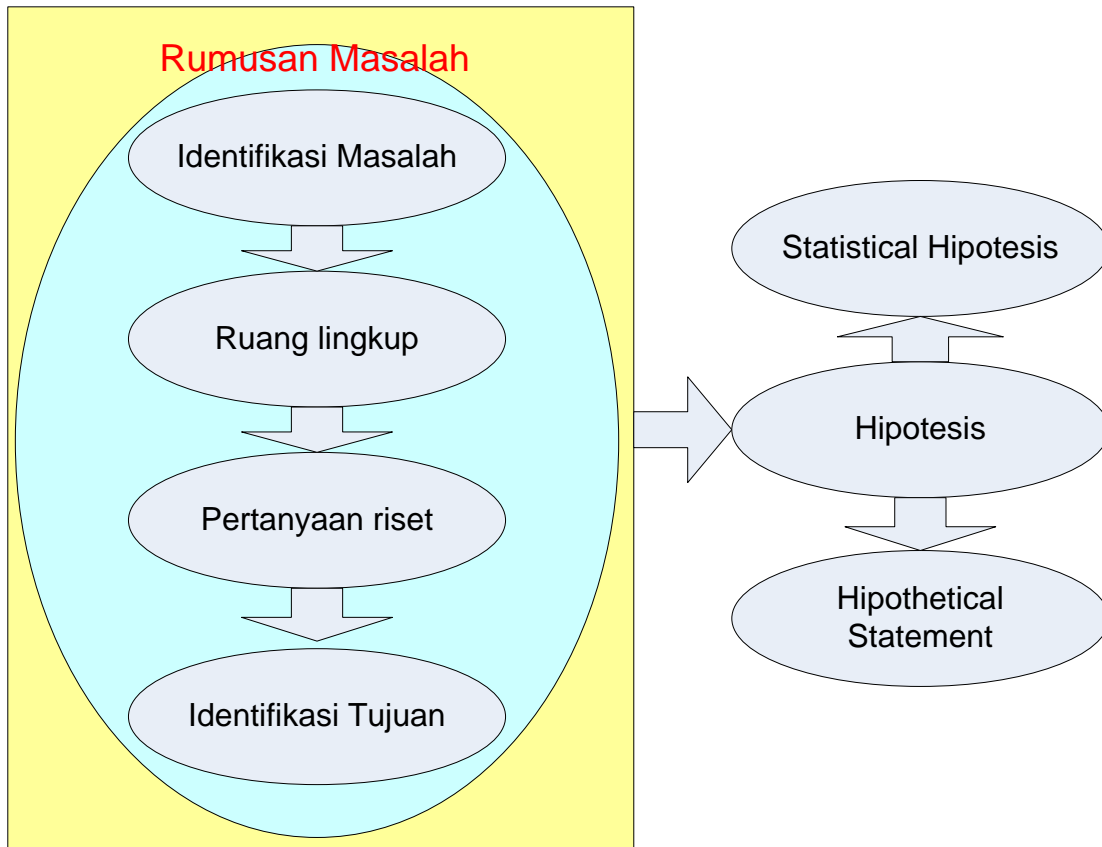 Rumusan Masalah
Identifikasi Masalah
Ruang lingkup
Pertanyaan riset
Identifikasi Tujuan
Statistical Hipotesis
Hipotesis
Hipothetical
Statement